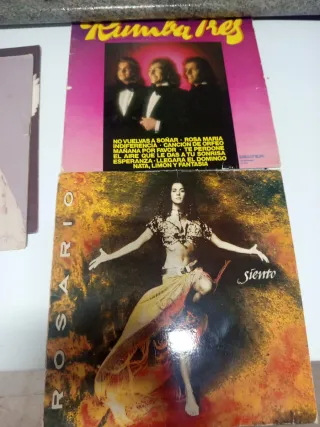 Rumba Tres
NO VUELVAS A SOÑAR · ROSA MARIA
INDIFERENCIA · CANCION DE ORFEO
MAÑANA POR FAVOR · TE PERDONE
EL AIRE QUE LE DAS A TU SONRISA
ESPERANZA · LLEGARA EL DOMINGO
NATA, LIMON Y FANTASIA
ROSARIO
siento